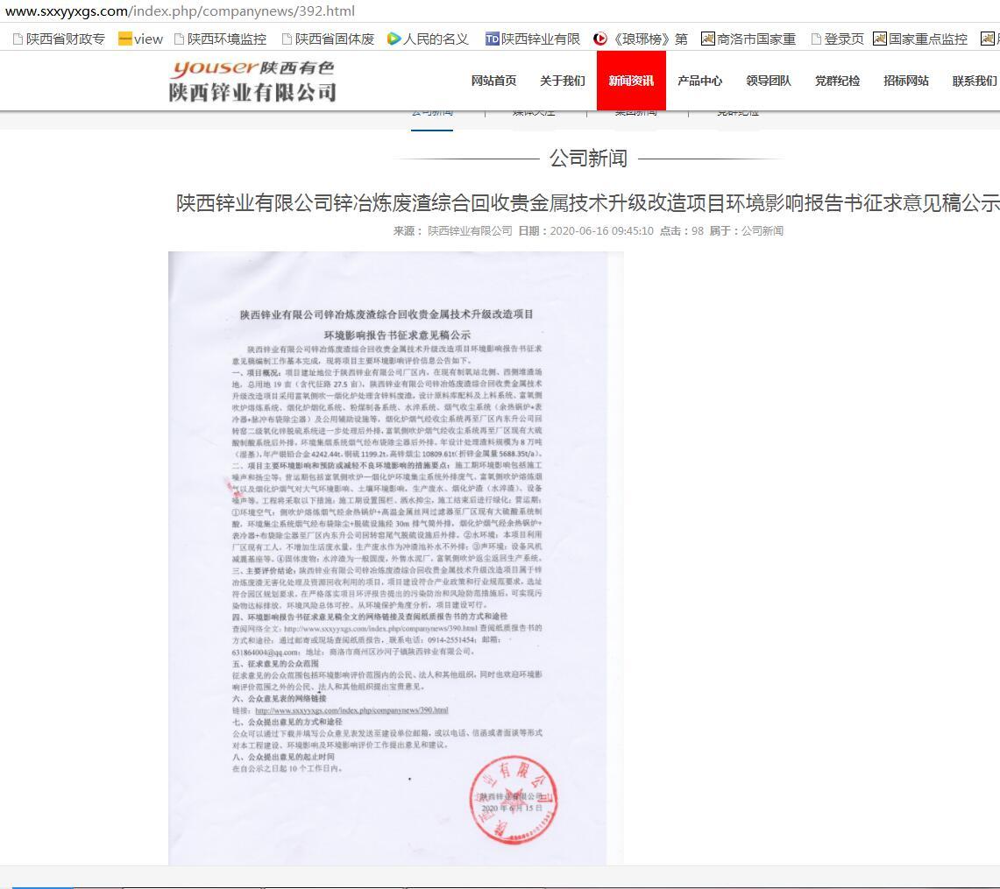 www.sxxyyxgs.com/index.php/companynews/392.html
陕西省财政专 view 陕西环境监控 陕西省固体废 人民的名义 TD 陕西锌业有限 《琅琊榜》第 商洛市国家重 登录页 国家重点监控
youser陕西有色
陕西锌业有限公司
网站首页 关于我们 新闻资讯 产品中心 领导团队 党群纪检 招标网站 联系我们
公司新闻 媒体关注 集团新闻 党群纪检
公司新闻
陕西锌业有限公司锌冶炼废渣综合回收贵金属技术升级改造项目环境影响报告书征求意见稿公示
来源： 陕西锌业有限公司 日期：2020-06-16 09:45:10 点击：98 属于：公司新闻
陕西锌业有限公司锌冶炼废渣综合回收贵金属技术升级改造项目
环境影响报告书征求意见稿公示
陕西锌业有限公司锌冶炼废渣综合回收贵金属技术升级改造项目环境影响报告书征求
意见稿编制工作基本完成，现将项目主要环境影响评价信息公告如下。
一、项目概况：项目建址地位于陕西锌业有限公司厂区内，在现有制氧站北侧、西侧堆渣场
地，总用地 19 亩（含代征路 27.5 亩），陕西锌业有限公司锌冶炼废渣综合回收贵金属技术
升级改造项目采用富氧侧吹一烟化炉处理含锌料废渣，设计原料库配料及上料系统、富氧侧
吹炉熔炼系统、烟化炉烟化系统、粉煤制备系统、水淬系统、烟气收尘系统（余热锅炉+表
冷器+脉冲布袋除尘器）及公用辅助设施等，烟化炉烟气经收尘系统再至厂区内东升公司回
转窑二级氧化锌脱硫系统进一步处理后外排，富氧侧吹炉烟气经收尘系统再至厂区现有大硫
酸制酸系统后外排，环境集烟系统烟气经布袋除尘器后外排。年设计处理渣料规模为 8 万吨
（湿基），年产银铅合金 4242.44t，铜硫 1199.2t，高锌烟尘 10809.61t（折锌金属量 5688.35t/a）。
二、项目主要环境影响和预防或减轻不良环境影响的措施要点：施工期环境影响包括施工
噪声和扬尘等；营运期包括富氧侧吹炉一烟化炉环境集尘系统外排废气，富氧侧吹炉熔炼烟
气以及烟化炉烟气对大气环境影响、土壤环境影响，生产废水、烟化炉渣（水淬渣）、设备
噪声等。工程将采取以下措施：施工期设置围栏、洒水抑尘，施工结束后进行绿化；营运期：
①环境空气：侧吹炉熔炼烟气经余热锅炉+高温金属丝网过滤器至厂区现有大硫酸系统制
酸，环境集尘系统烟气经布袋除尘+脱硫设施经 30m 排气筒外排，烟化炉烟气经余热锅炉+
表冷器+布袋除尘器至厂区内东升公司回转窑尾气脱硫设施后外排。②水环境：本项目利用
厂区现有工人，不增加生活废水量，生产废水作为冲渣池补水不外排；③声环境：设备风机
减震基座等。④固体废物：水淬渣为一般固废，外售水泥厂，富氧侧吹炉返尘返回生产系统。
三、主要评价结论：陕西锌业有限公司锌冶炼废渣综合回收贵金属技术升级改造项目属于锌
冶炼废渣无害化处理及资源回收利用的项目，项目建设符合产业政策和行业规范要求，选址
符合园区规划要求，在严格落实项目环评报告提出的污染防治和风险防范措施后，可实现污
染物达标排放，环境风险总体可控。从环境保护角度分析，项目建设可行。
四、环境影响报告书征求意见稿全文的网络链接及查阅纸质报告书的方式和途径
查阅网络全文：http://www.sxxyyxgs.com/index.php/companynews/390.html 查阅纸质报告书的
方式和途径：通过邮寄或现场查阅纸质报告，联系电话：0914-2551454；邮箱：
631864004@qq.com；地址：商洛市商州区沙河子镇陕西锌业有限公司。
五、征求意见的公众范围
征求意见的公众范围包括环境影响评价范围内的公民、法人和其他组织，同时也欢迎环境影
响评价范围之外的公民、法人和其他组织提出宝贵意见。
六、公众意见表的网络链接
链接：http://www.sxxyyxgs.com/index.php/companynews/390.html
七、公众提出意见的方式和途径
公众可以通过下载并填写公众意见表发送至建设单位邮箱，或以电话、信函或者面谈等形式
对本工程建设、环境影响及环境影响评价工作提出意见和建议。
八、公众提出意见的起止时间
在自公示之日起 10 个工作日内。
陕西锌业有限公司
2020 年 6 月 15 日